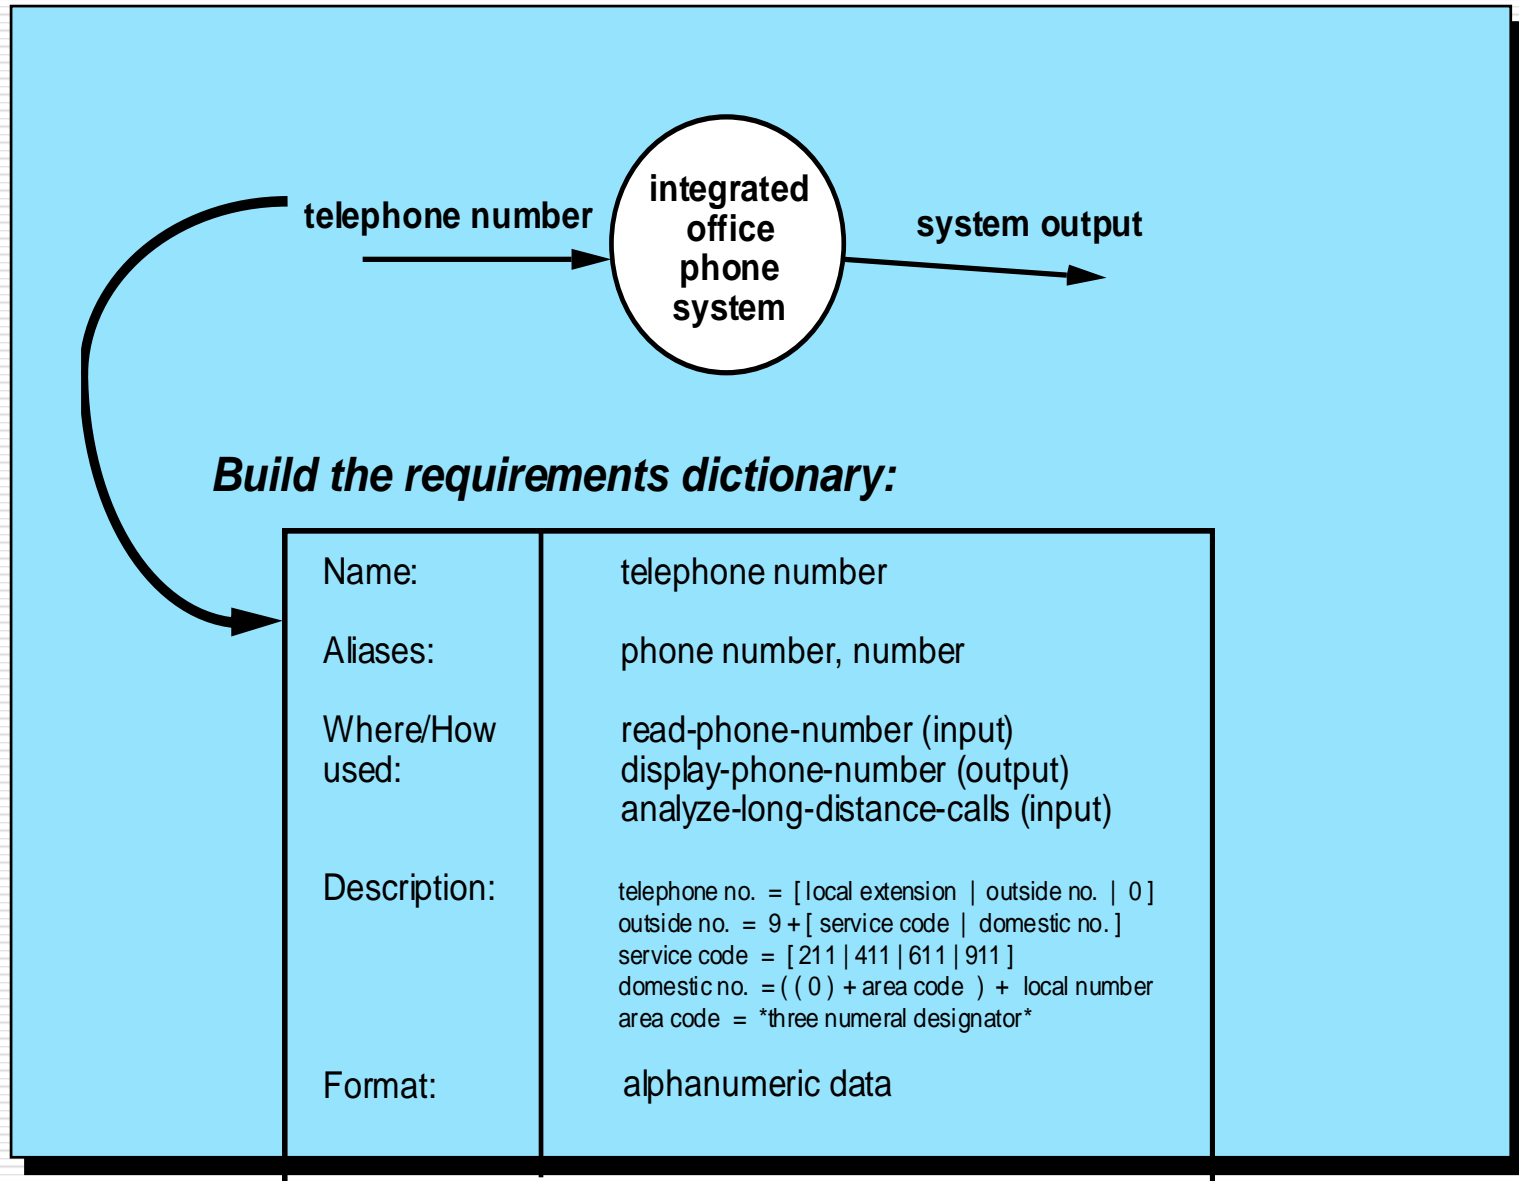 telephone number
integrated
office
phone
system
system output
Build the requirements dictionary:
Name: telephone number
Aliases: phone number, number
Where/How read-phone-number (input)
used: display-phone-number (output)
analyze-long-distance-calls (input)
Description: telephone no. = [ local extension | outside no. | 0 ]
outside no. = 9 + [ service code | domestic no. ]
service code = [ 211 | 411 | 611 | 911 ]
domestic no. = ( ( 0 ) + area code ) + local number
area code = *three numeral designator*
Format: alphanumeric data